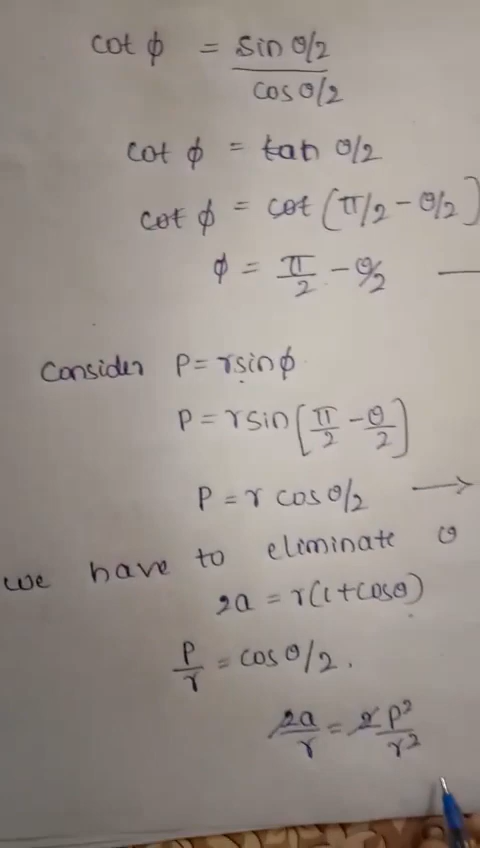 cot ϕ = sin θ/2 / cos θ/2
cot ϕ = tan θ/2
cot ϕ = cot (π/2 - θ/2)
ϕ = π/2 - θ/2 —
Consider P = r sin ϕ
P = r sin [π/2 - θ/2]
P = r cos θ/2 →
we have to eliminate θ
2a = r(1+cosθ)
P/r = cos θ/2.
2a/r = 2 P²/r²